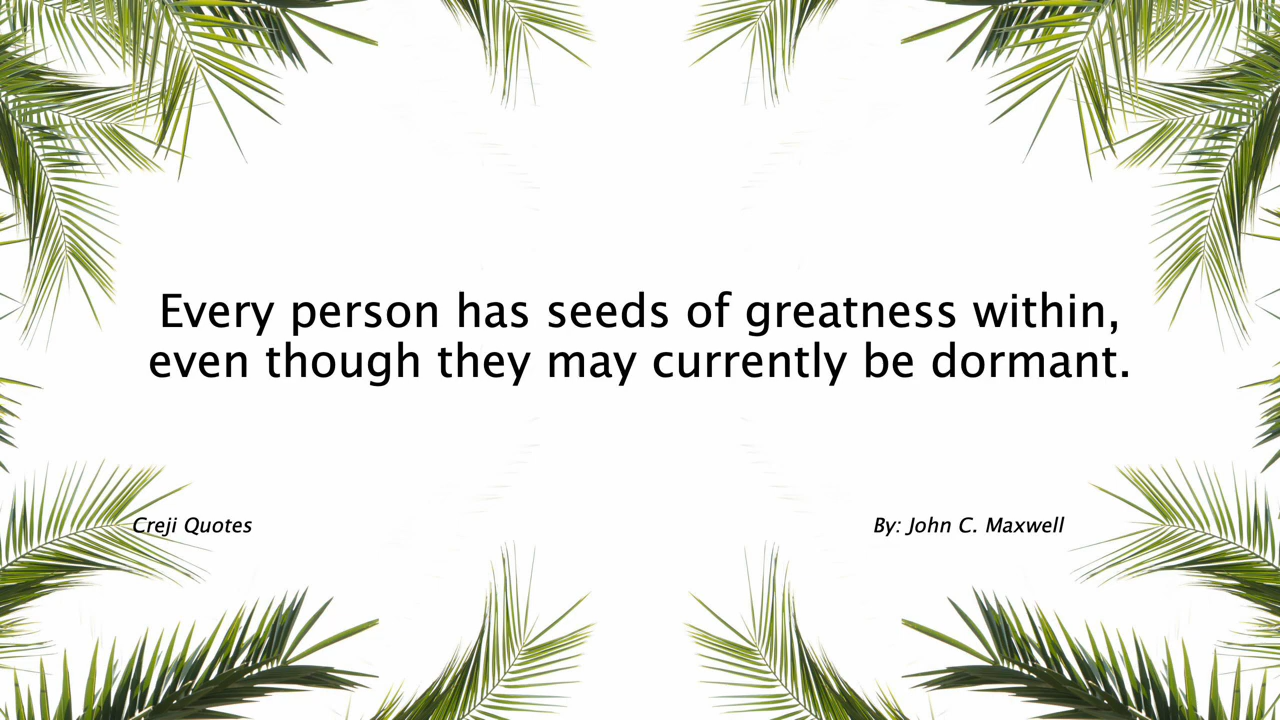 Every person has seeds of greatness within,
even though they may currently be dormant.
Creji Quotes
By: John C. Maxwell